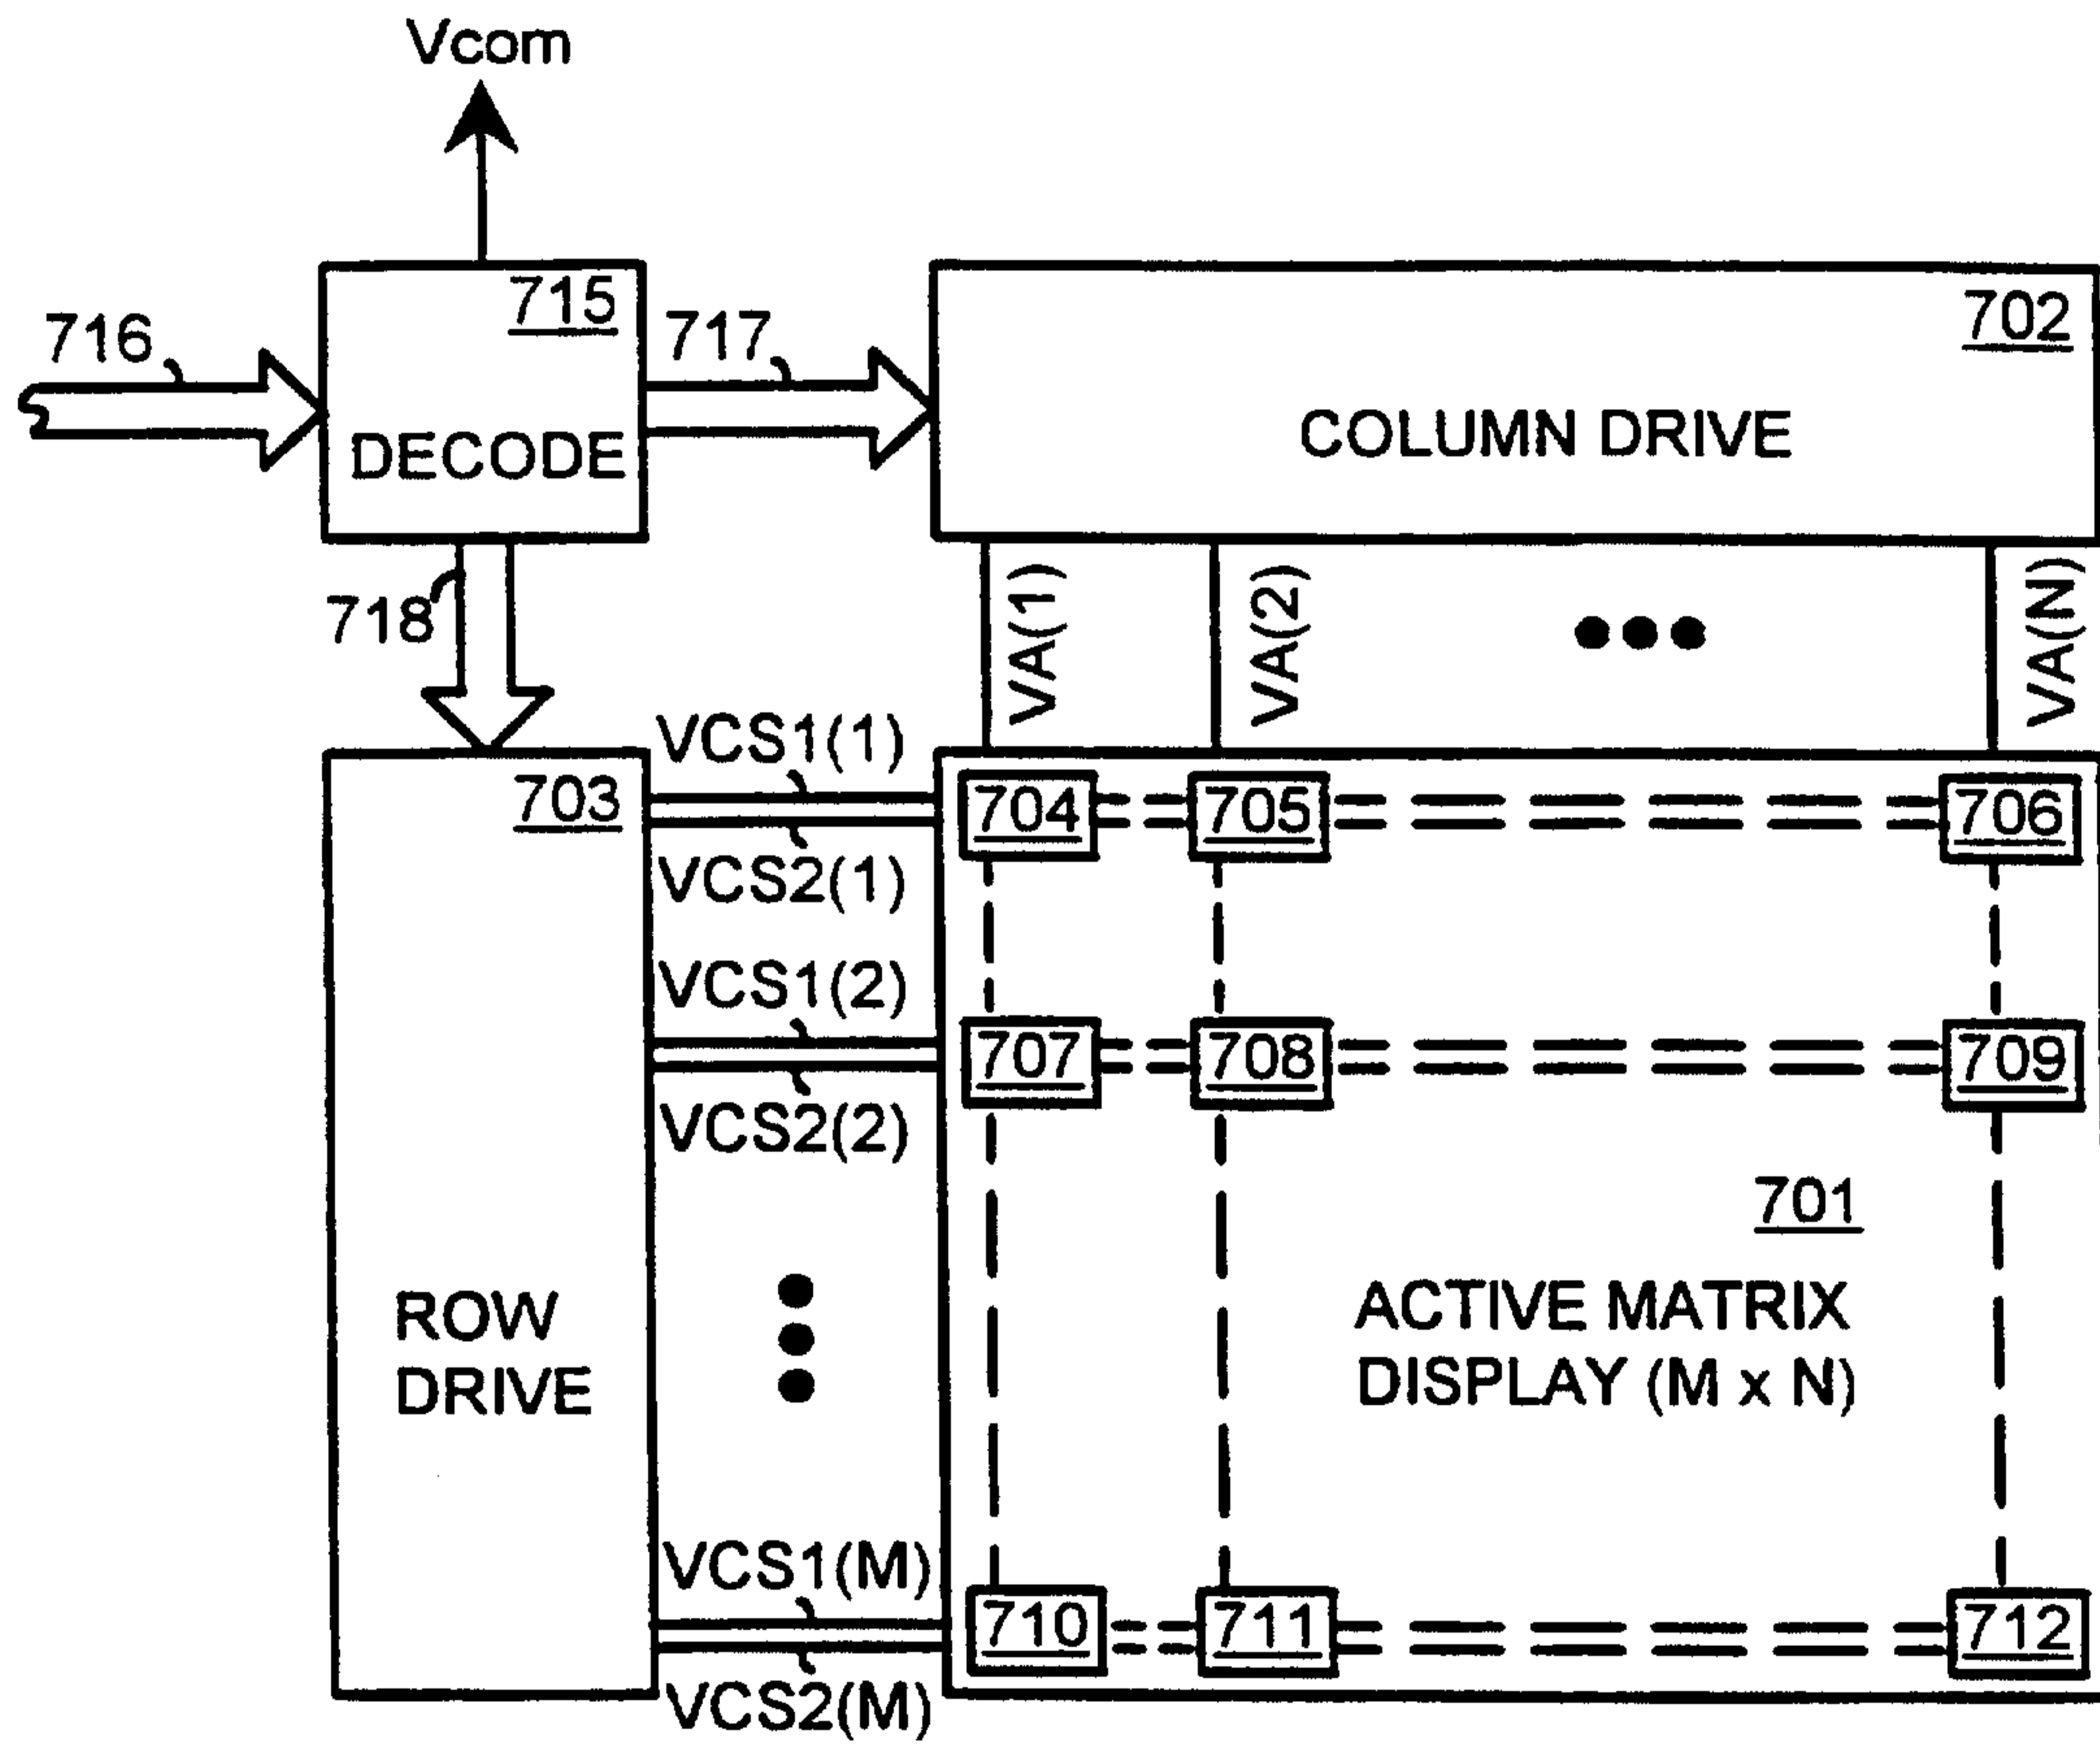 Vcom
715
702
716
717
DECODE
COLUMN DRIVE
718
VA(1)
VA(2)
VA(N)
VCS1(1)
703
704
705
706
VCS2(1)
VCS1(2)
707
708
709
VCS2(2)
701
ROW
DRIVE
ACTIVE MATRIX
DISPLAY (M x N)
VCS1(M)
710
711
712
VCS2(M)